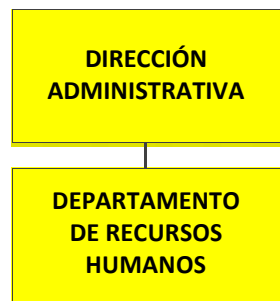 DIRECCIÓN
ADMINISTRATIVA
DEPARTAMENTO
DE RECURSOS
HUMANOS